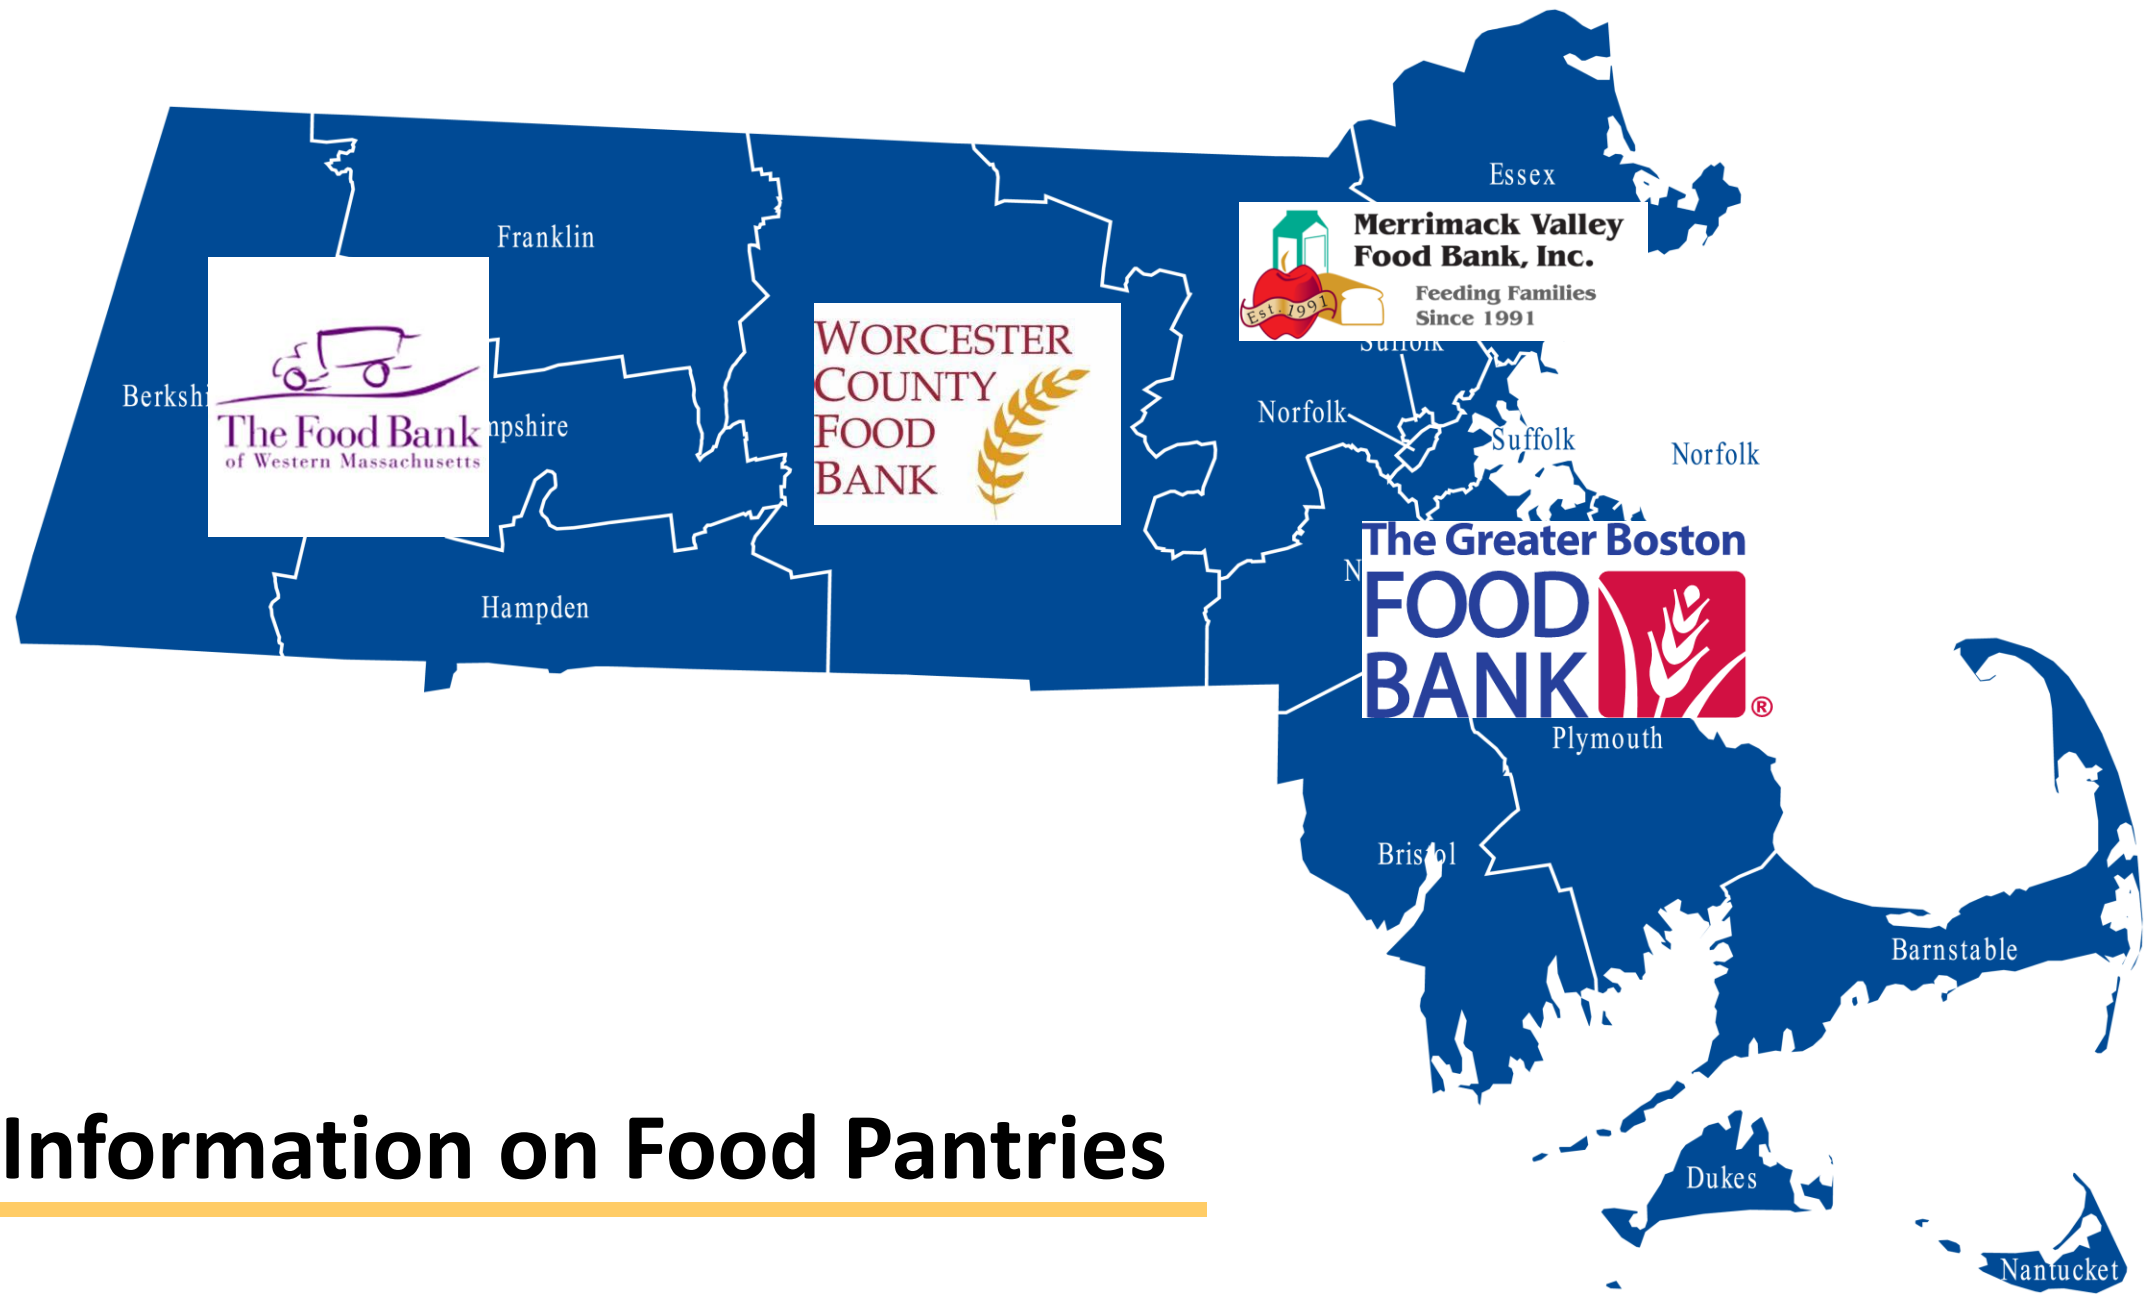 Essex
Merrimack Valley
Food Bank, Inc.
Feeding Families
Since 1991
Est. 1991
Franklin
The Food Bank
of Western Massachusetts
WORCESTER
COUNTY
FOOD
BANK
Suffolk
Norfolk
Suffolk
Norfolk
Hampden
The Greater Boston
FOOD
BANK
®
Plymouth
Bristol
Barnstable
Information on Food Pantries
Dukes
Nantucket